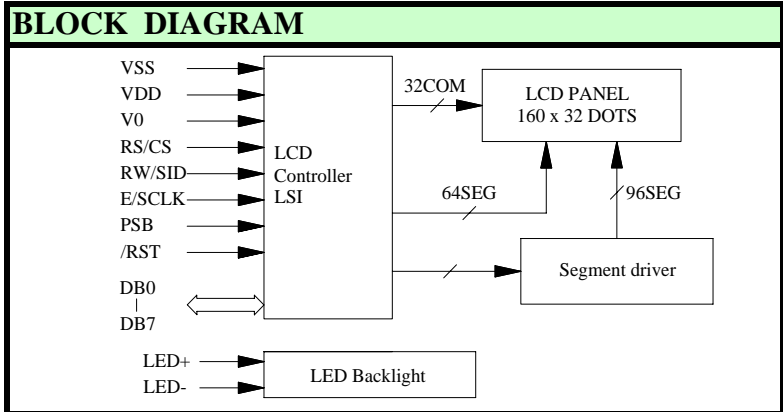 BLOCK DIAGRAM
VSS
VDD
V0
RS/CS
RW/SID
E/SCLK
PSB
/RST
DB0
|
DB7
LCD
Controller
LSI
32COM
LCD PANEL
160 x 32 DOTS
64SEG
96SEG
Segment driver
LED+
LED-
LED Backlight